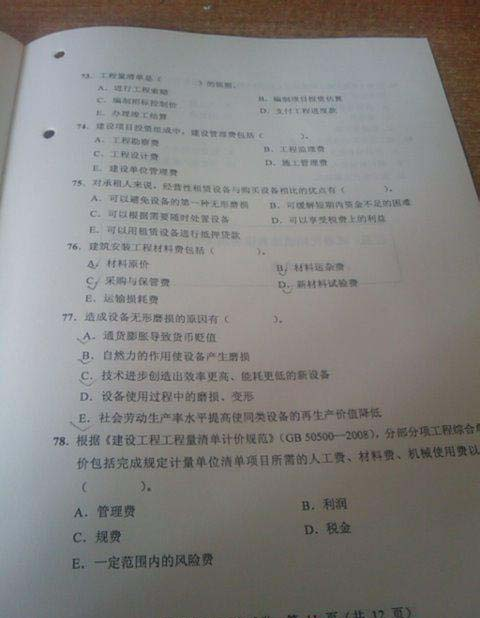 73. 工程量清单是（　　）的依据。
A. 进行工程索赔　B. 编制项目投资估算
C. 编制招标控制价　D. 支付工程进度款
E. 办理竣工结算
74. 建设项目投资组成中，建设管理费包括（　　）。
A. 工程勘察费　B. 工程监理费
C. 工程设计费　D. 施工管理费
E. 建设单位管理费
75. 对承租人来说，经营性租赁设备与购买设备相比的优点有（　　）。
A. 可以避免设备的第一种无形磨损　B. 可缓解短期内资金不足的困难
C. 可以根据需要随时处置设备　D. 可以享受税费上的利益
E. 可以用租赁设备进行抵押贷款
76. 建筑安装工程材料费包括（　　）。
A. 材料原价　B. 材料运杂费
C. 采购与保管费　D. 新材料试验费
E. 运输损耗费
77. 造成设备无形磨损的原因有（　　）。
A. 通货膨胀导致货币贬值
B. 自然力的作用使设备产生磨损
C. 技术进步创造出效率更高、能耗更低的新设备
D. 设备使用过程中的磨损、变形
E. 社会劳动生产率水平提高使同类设备的再生产价值降低
78. 根据《建设工程工程量清单计价规范》（GB 50500—2008），分部分项工程综合
价包括完成规定计量单位清单项目所需的人工费、材料费、机械使用费以
（　　）。
A. 管理费　B. 利润
C. 规费　D. 税金
E. 一定范围内的风险费
第 11 页（共 12 页）